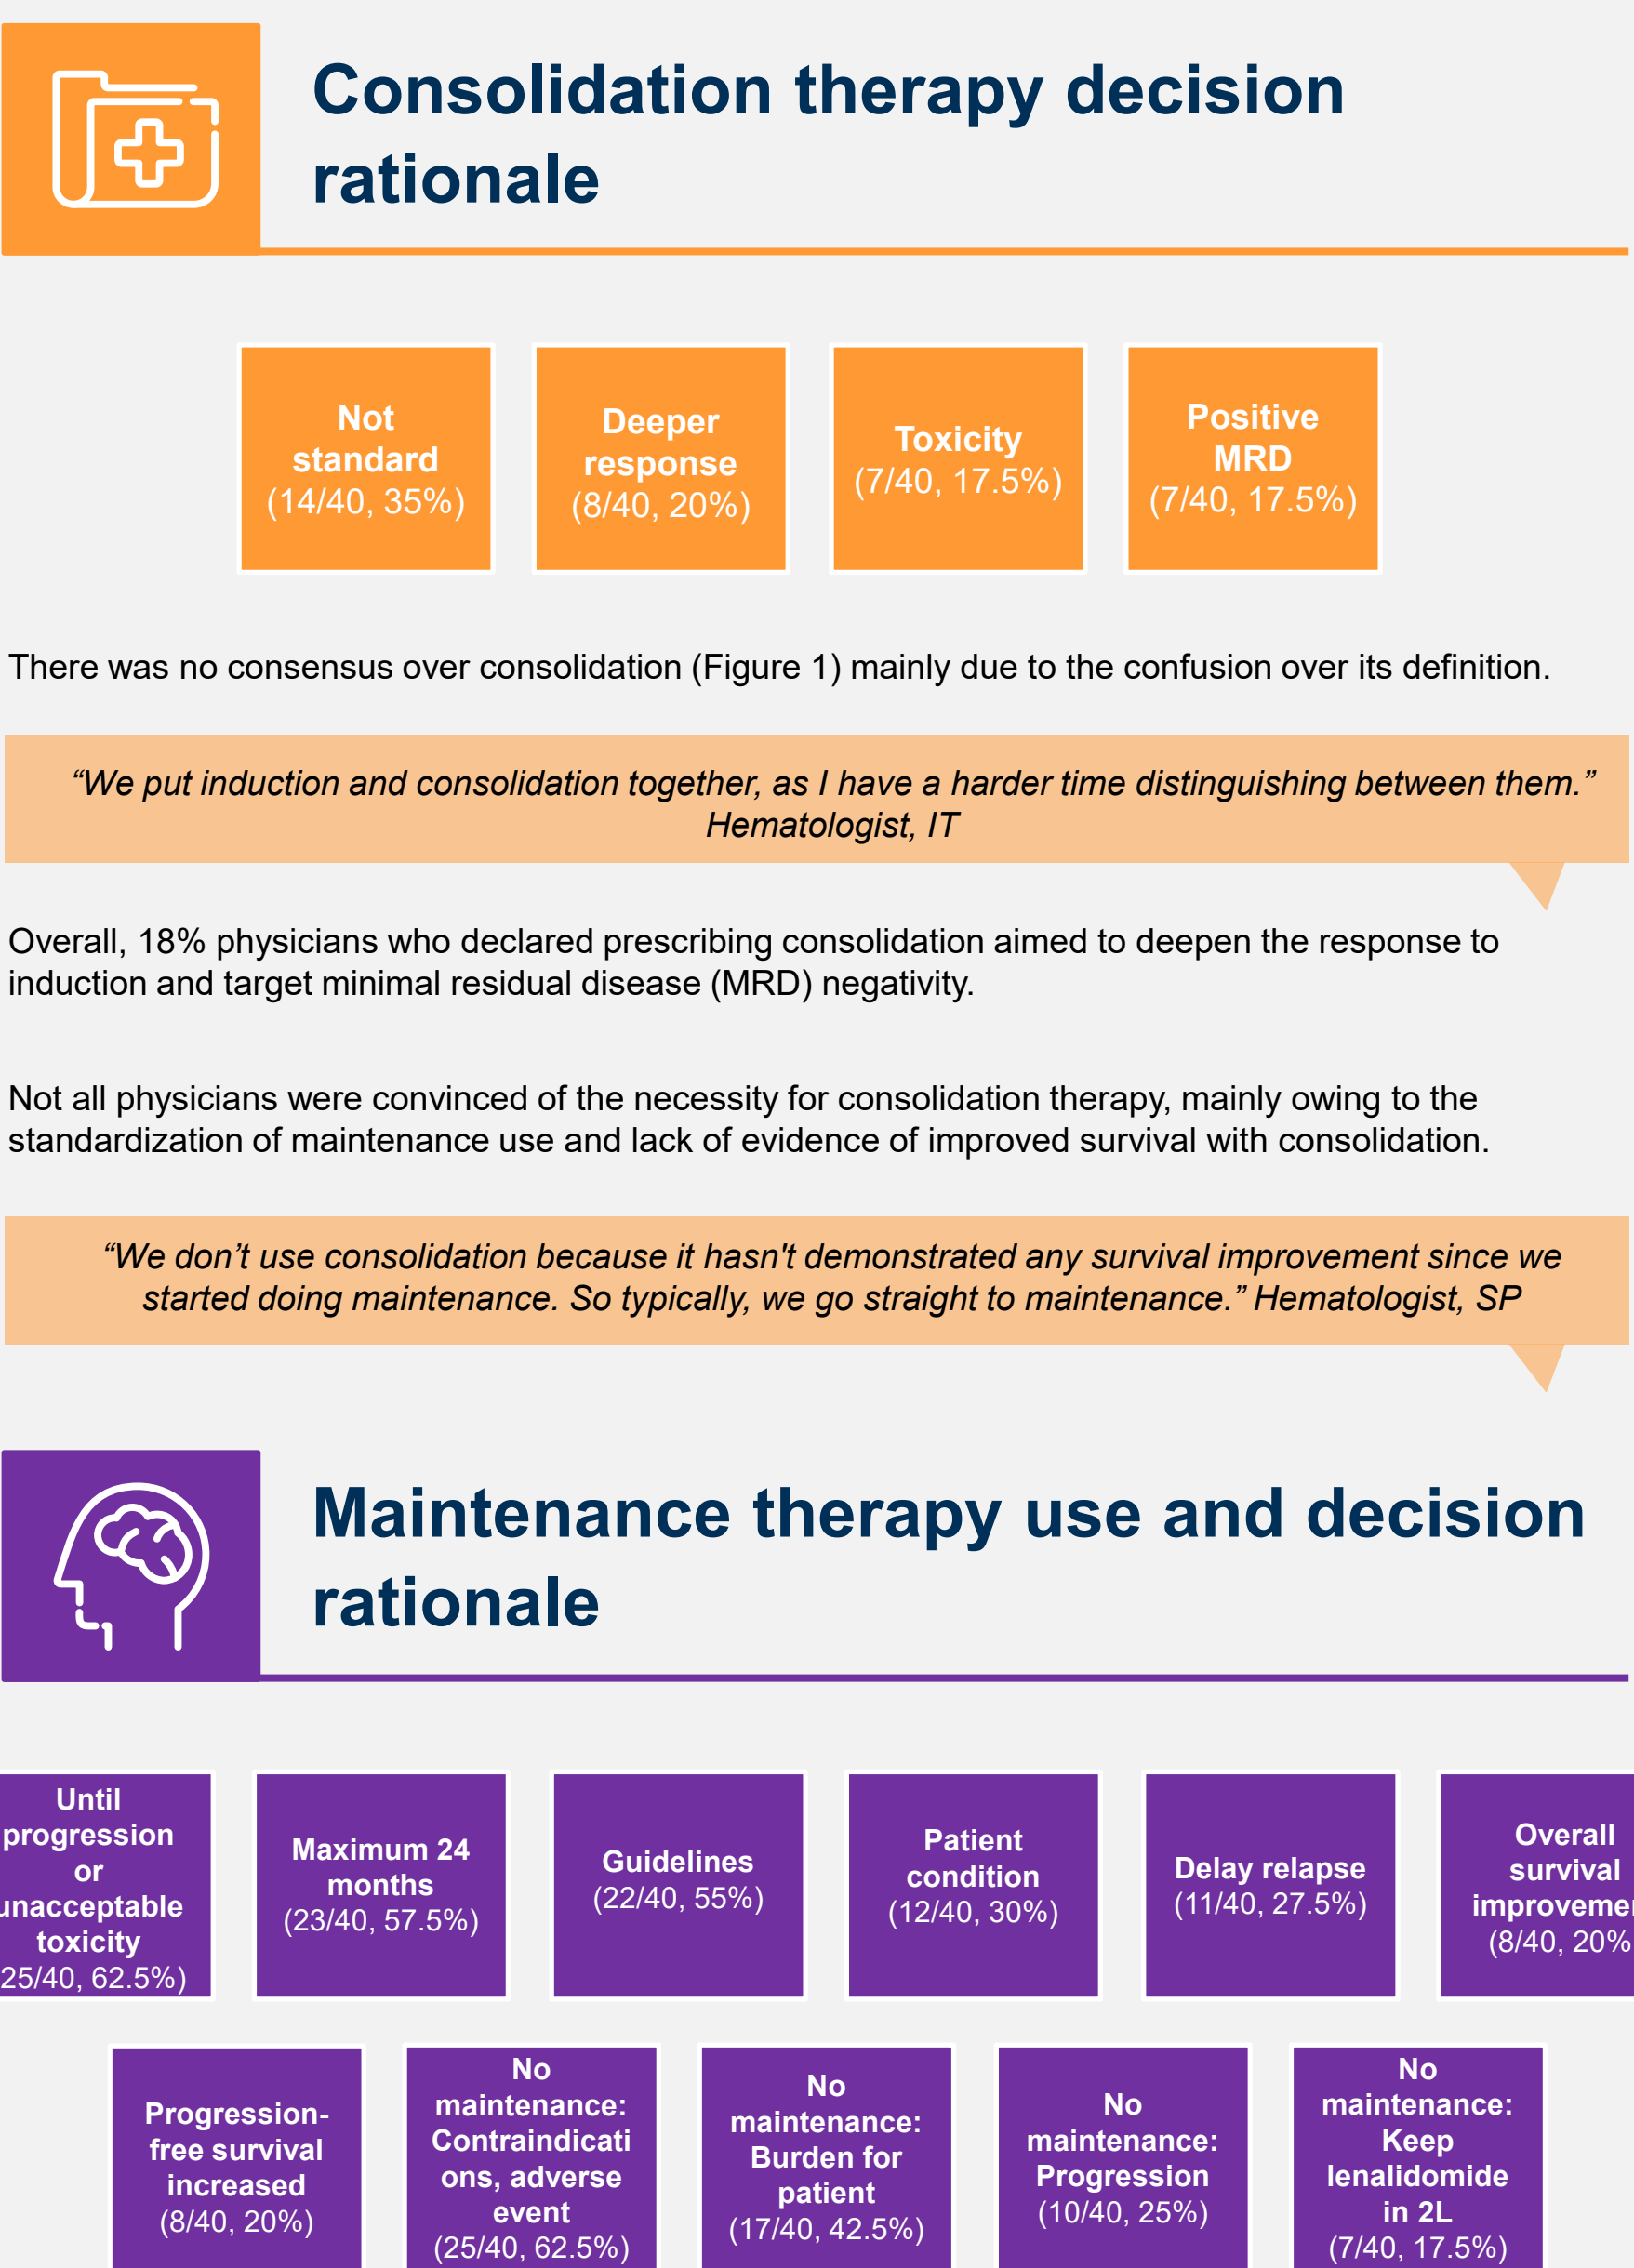 Consolidation therapy decision
rationale
Not
standard
(14/40, 35%)
Deeper
response
(8/40, 20%)
Toxicity
(7/40, 17.5%)
Positive
MRD
(7/40, 17.5%)
There was no consensus over consolidation (Figure 1) mainly due to the confusion over its definition.
“We put induction and consolidation together, as I have a harder time distinguishing between them.”
Hematologist, IT
Overall, 18% physicians who declared prescribing consolidation aimed to deepen the response to
induction and target minimal residual disease (MRD) negativity.
Not all physicians were convinced of the necessity for consolidation therapy, mainly owing to the
standardization of maintenance use and lack of evidence of improved survival with consolidation.
“We don’t use consolidation because it hasn't demonstrated any survival improvement since we
started doing maintenance. So typically, we go straight to maintenance.” Hematologist, SP
Maintenance therapy use and decision
rationale
Until
progression
or
unacceptable
toxicity
25/40, 62.5%)
Maximum 24
months
(23/40, 57.5%)
Guidelines
(22/40, 55%)
Patient
condition
(12/40, 30%)
Delay relapse
(11/40, 27.5%)
Overall
survival
improvemen
(8/40, 20%
Progression-
free survival
increased
(8/40, 20%)
No
maintenance:
Contraindicati
ons, adverse
event
(25/40, 62.5%)
No
maintenance:
Burden for
patient
(17/40, 42.5%)
No
maintenance:
Progression
(10/40, 25%)
No
maintenance:
Keep
lenalidomide
in 2L
(7/40, 17.5%)